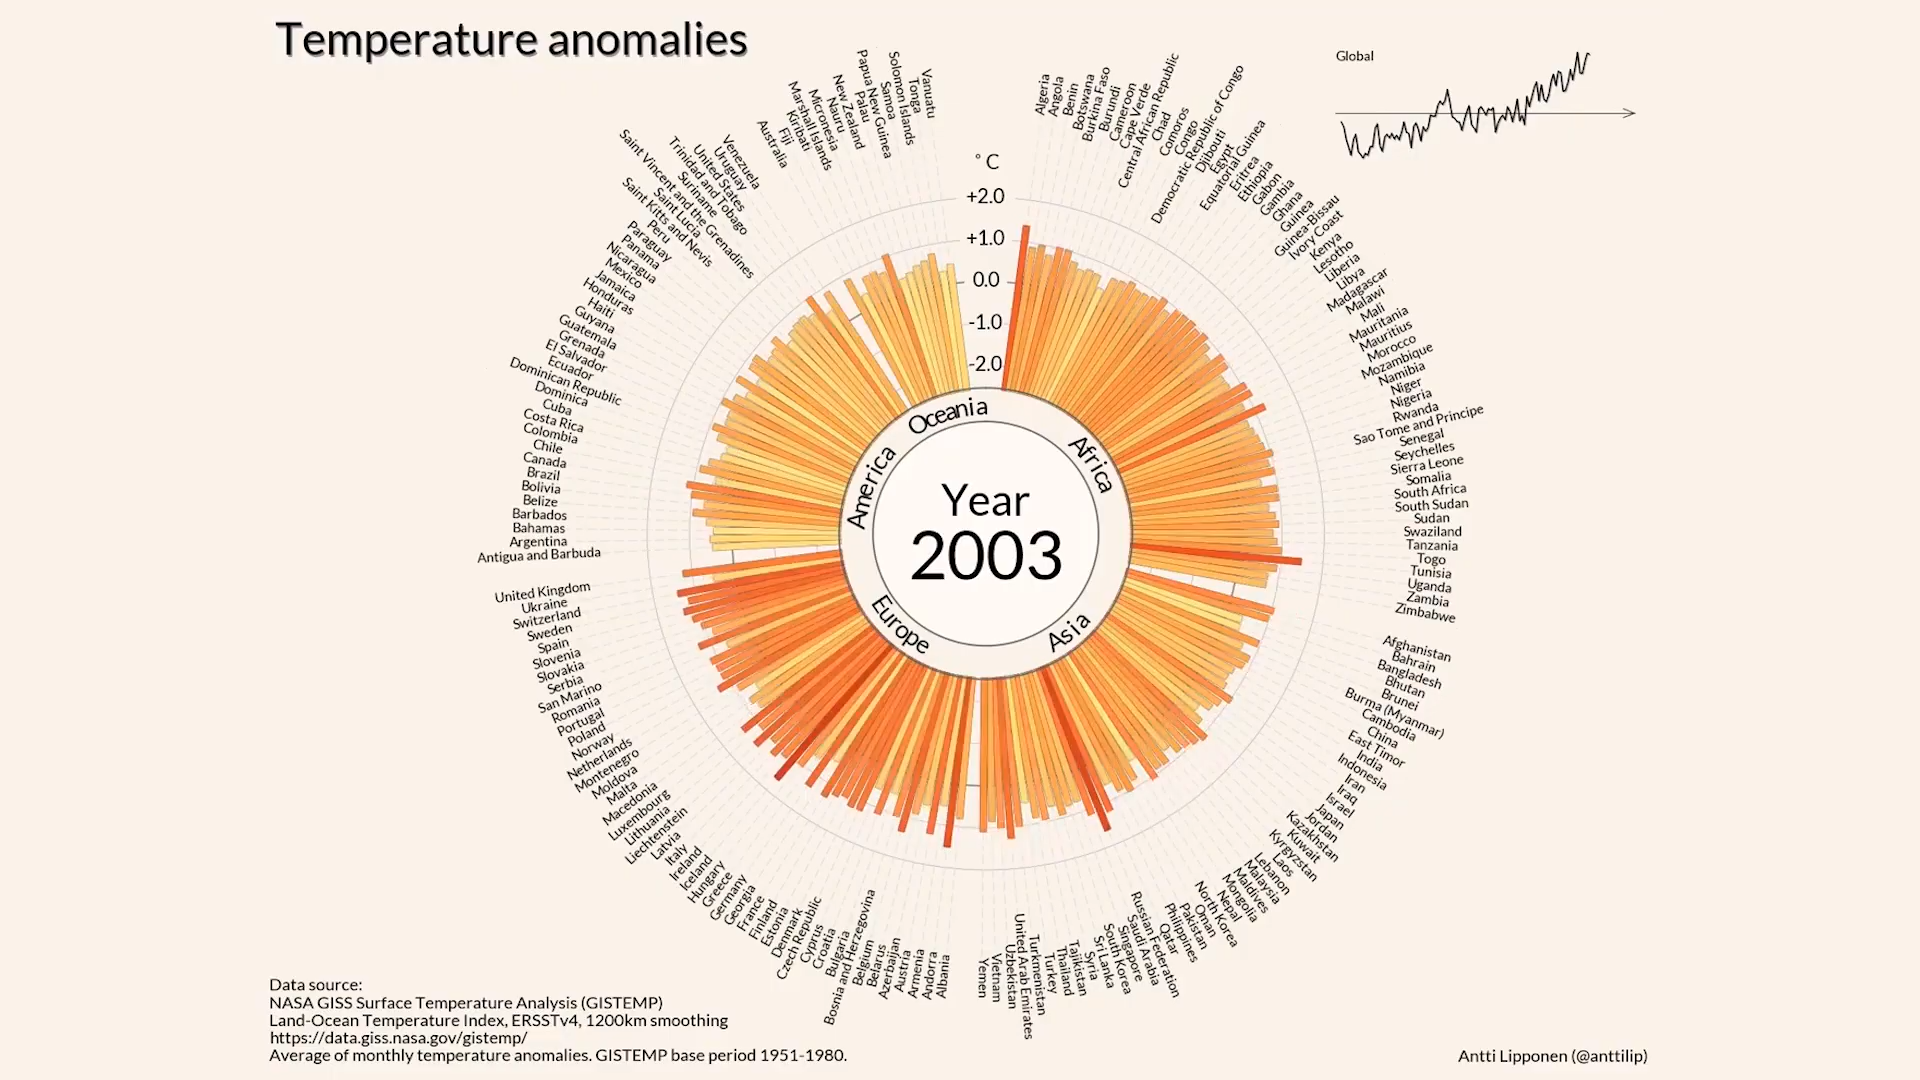 Temperature anomalies
Global
° C
+2.0
+1.0
0.0
-1.0
-2.0
Oceania
Africa
Asia
Europe
America
Year
2003
Algeria
Angola
Benin
Botswana
Burkina Faso
Burundi
Cameroon
Cape Verde
Central African Republic
Chad
Comoros
Congo
Democratic Republic of Congo
Djibouti
Egypt
Equatorial Guinea
Eritrea
Ethiopia
Gabon
Gambia
Ghana
Guinea
Guinea-Bissau
Ivory Coast
Kenya
Lesotho
Liberia
Libya
Madagascar
Malawi
Mali
Mauritania
Mauritius
Morocco
Mozambique
Namibia
Niger
Nigeria
Rwanda
Sao Tome and Principe
Senegal
Seychelles
Sierra Leone
Somalia
South Africa
South Sudan
Sudan
Swaziland
Tanzania
Togo
Tunisia
Uganda
Zambia
Zimbabwe
Afghanistan
Bahrain
Bangladesh
Bhutan
Brunei
Burma (Myanmar)
Cambodia
China
East Timor
India
Indonesia
Iran
Iraq
Israel
Japan
Jordan
Kazakhstan
Kuwait
Kyrgyzstan
Laos
Lebanon
Malaysia
Maldives
Mongolia
Nepal
North Korea
Oman
Pakistan
Philippines
Qatar
Russian Federation
Saudi Arabia
Singapore
South Korea
Sri Lanka
Syria
Tajikistan
Thailand
Turkey
Turkmenistan
United Arab Emirates
Uzbekistan
Vietnam
Yemen
Albania
Andorra
Armenia
Austria
Azerbaijan
Belarus
Belgium
Bosnia and Herzegovina
Bulgaria
Croatia
Cyprus
Czech Republic
Denmark
Estonia
Finland
France
Georgia
Germany
Greece
Hungary
Iceland
Ireland
Italy
Latvia
Liechtenstein
Lithuania
Luxembourg
Macedonia
Malta
Moldova
Montenegro
Netherlands
Norway
Poland
Portugal
Romania
San Marino
Serbia
Slovakia
Slovenia
Spain
Sweden
Switzerland
Ukraine
United Kingdom
Antigua and Barbuda
Argentina
Bahamas
Barbados
Belize
Bolivia
Brazil
Canada
Chile
Colombia
Costa Rica
Cuba
Dominica
Dominican Republic
Ecuador
El Salvador
Grenada
Guatemala
Guyana
Haiti
Honduras
Jamaica
Mexico
Nicaragua
Panama
Paraguay
Peru
Saint Kitts and Nevis
Saint Lucia
Saint Vincent and the Grenadines
Suriname
Trinidad and Tobago
United States
Uruguay
Venezuela
Australia
Fiji
Kiribati
Marshall Islands
Micronesia
Nauru
New Zealand
Palau
Papua New Guinea
Samoa
Solomon Islands
Tonga
Vanuatu
Data source:
NASA GISS Surface Temperature Analysis (GISTEMP)
Land-Ocean Temperature Index, ERSSTv4, 1200km smoothing
https://data.giss.nasa.gov/gistemp/
Average of monthly temperature anomalies. GISTEMP base period 1951-1980.
Antti Lipponen (@anttilip)